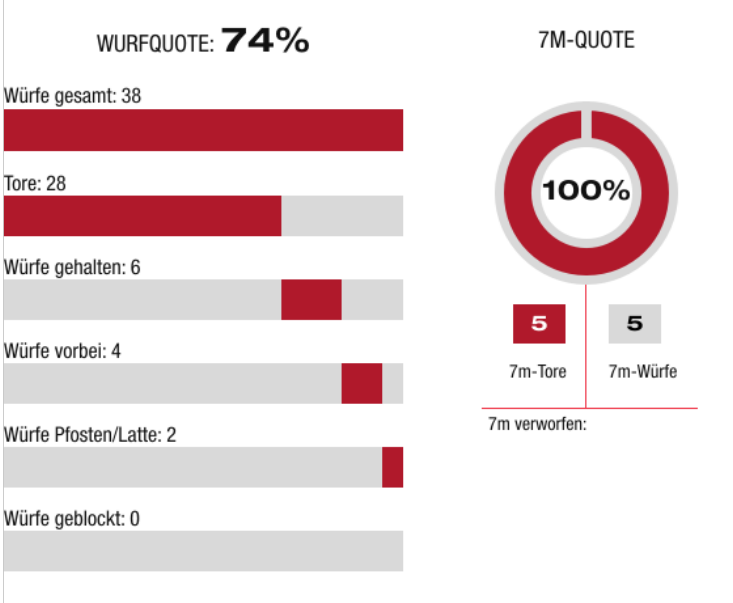 WURFQUOTE: 74%
Würfe gesamt: 38
Tore: 28
Würfe gehalten: 6
Würfe vorbei: 4
Würfe Pfosten/Latte: 2
Würfe geblockt: 0
7M-QUOTE
100%
5 5
7m-Tore 7m-Würfe
7m verworfen: